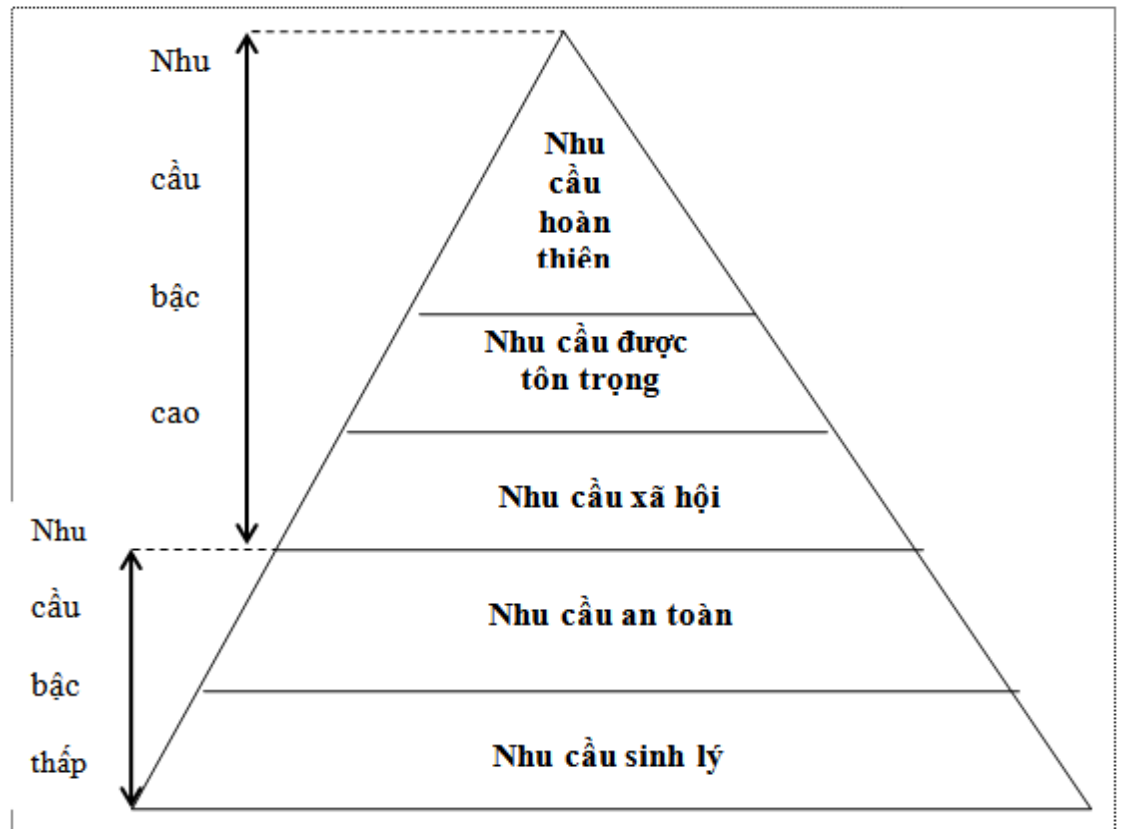 Nhu
cầu
bậc
cao
Nhu
cầu
bậc
thấp
Nhu
cầu
hoàn
thiện
Nhu cầu được
tôn trọng
Nhu cầu xã hội
Nhu cầu an toàn
Nhu cầu sinh lý